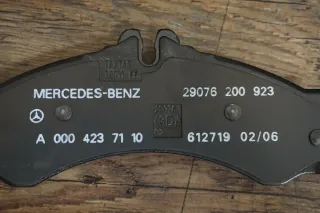 MERCEDES-BENZ 29076 200 923
A 000 423 71 10 612719 02/06